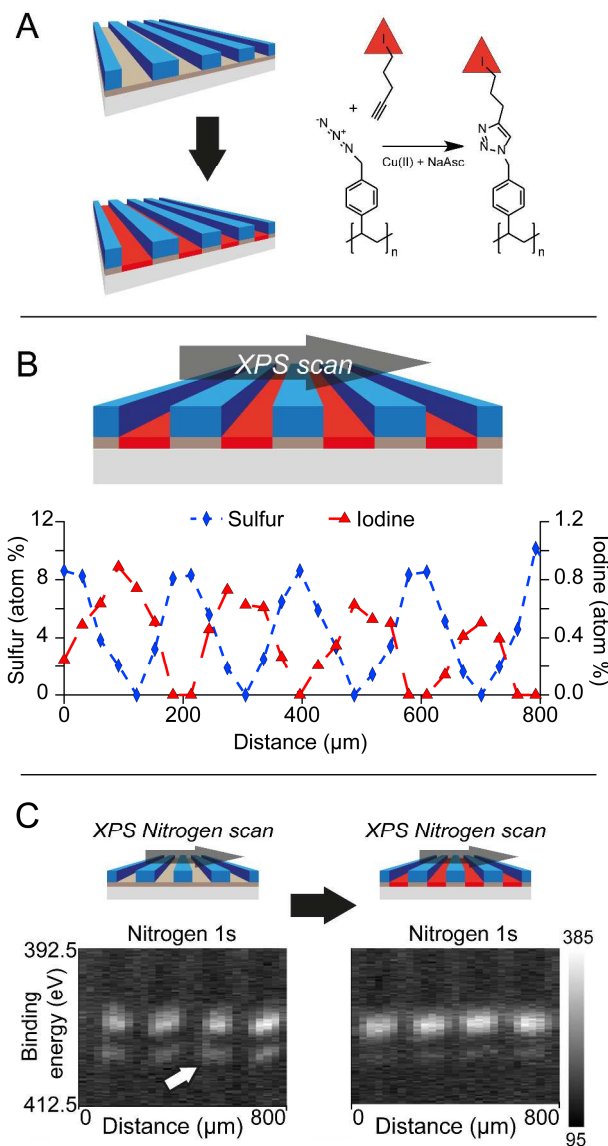 A
I
I
+
-N
N+
N
N
N
N
Cu(II) + NaAsc
n
n
B
XPS scan
Sulfur
Iodine
12
8
4
0
Sulfur (atom %)
1.2
0.8
0.4
0.0
Iodine (atom %)
0
200
400
600
800
Distance (µm)
C
XPS Nitrogen scan
XPS Nitrogen scan
Nitrogen 1s
Nitrogen 1s
392.5
Binding
energy (eV)
412.5
385
95
0
800
0
800
Distance (µm)
Distance (µm)